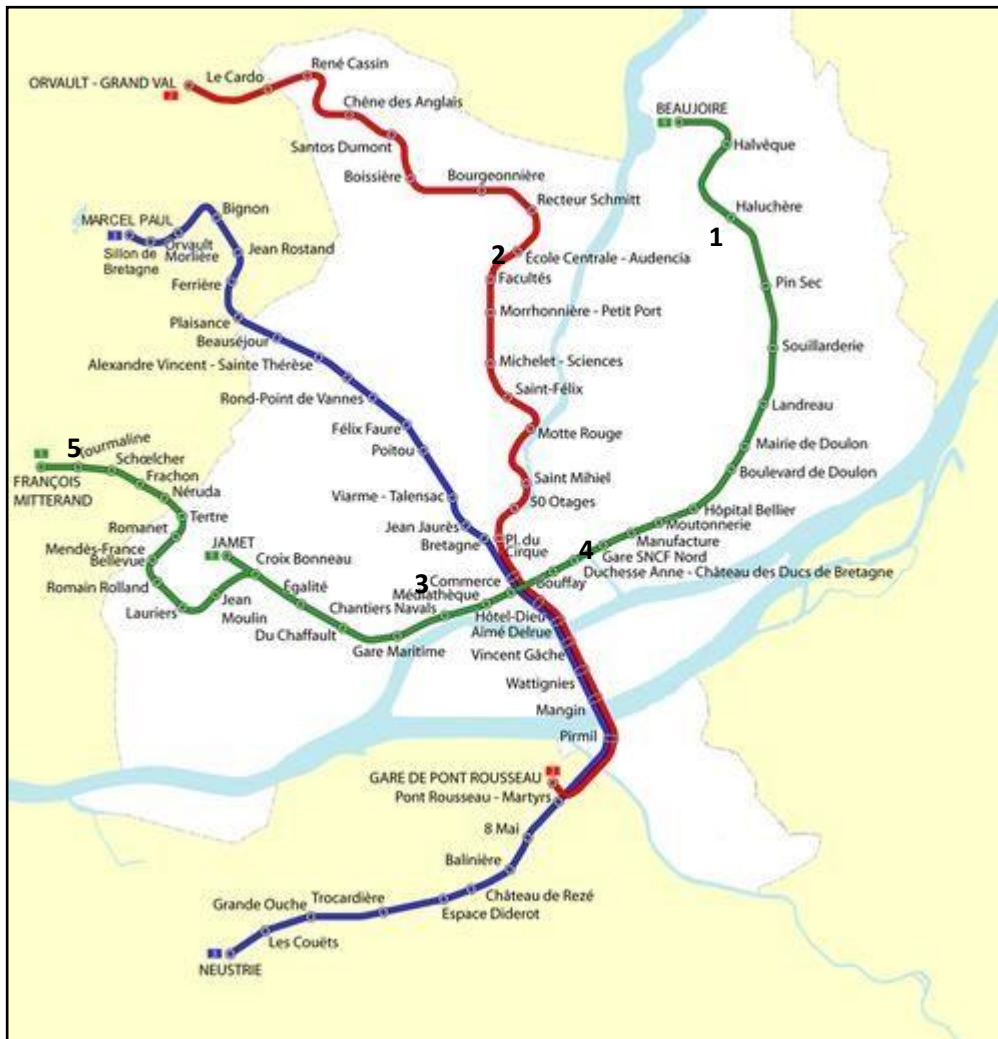 ORVAULT - GRAND VAL
2
Le Cardo
René Cassin
Chêne des Anglais
Santos Dumont
Boissière
Bourgeonnière
Recteur Schmitt
2
École Centrale - Audencia
Facultés
Morrhonnière - Petit Port
Michelet - Sciences
Saint-Félix
Motte Rouge
Saint Mihiel
50 Otages
Pl. du
Cirque
BEAUJOIRE
1
Halvêque
Haluchère
1
Pin Sec
Souillarderie
Landreau
Mairie de Doulon
Boulevard de Doulon
Hôpital Bellier
Moutonnerie
Manufacture
4
Gare SNCF Nord
Duchesse Anne - Château des Ducs de Bretagne
Bouffay
MARCEL PAUL
3
Sillon de
Bretagne
Orvault
Morlière
Bignon
Jean Rostand
Ferrière
Plaisance
Beauséjour
Alexandre Vincent - Sainte Thérèse
Rond-Point de Vannes
Félix Faure
Poitou
Viarme - Talensac
Jean Jaurès
Bretagne
5
1
FRANÇOIS
MITTERAND
Tourmaline
Schœlcher
Frachon
Néruda
Tertre
Romanet
Mendès-France
Bellevue
Romain Rolland
Lauriers
Jean
Moulin
JAMET
1
Croix Bonneau
Égalité
Du Chaffault
Gare Maritime
Chantiers Navals
3
Médiathèque
Commerce
Hôtel-Dieu
Aimé Delrue
Vincent Gâche
Wattignies
Mangin
Pirmil
2
GARE DE PONT ROUSSEAU
Pont Rousseau - Martyrs
8 Mai
Balinière
Château de Rezé
Espace Diderot
Trocardière
Grande Ouche
Les Couëts
3
NEUSTRIE